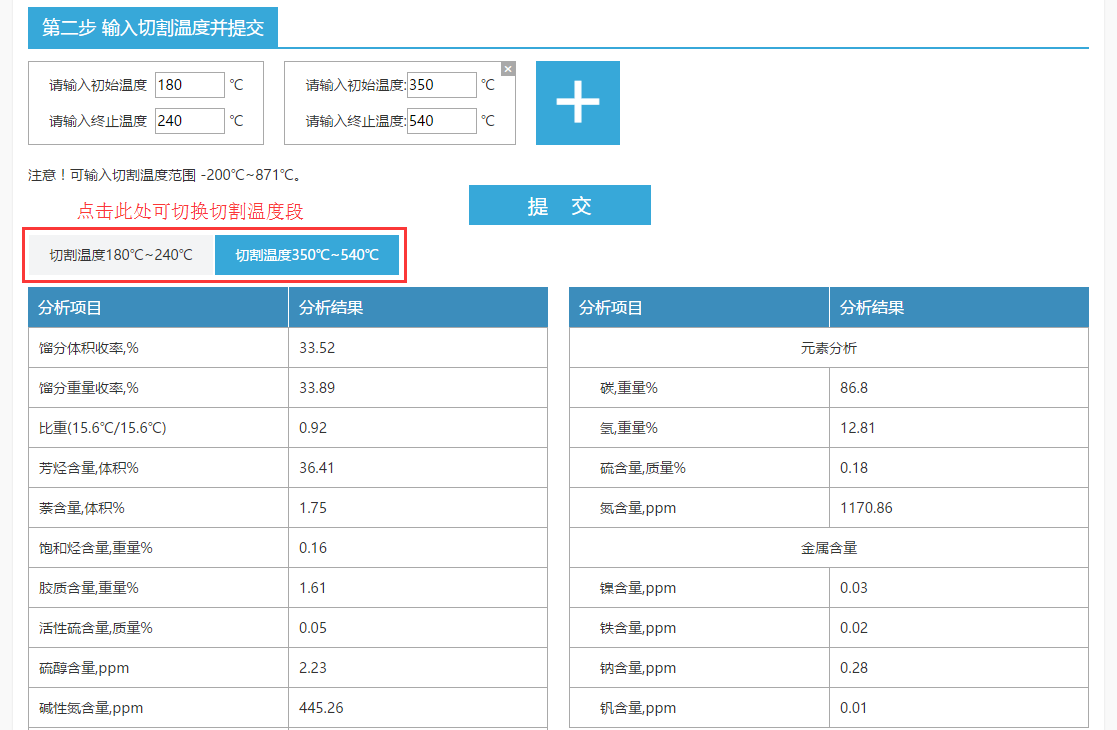 第二步 输入切割温度并提交
请输入初始温度 180 ℃
请输入终止温度 240 ℃
请输入初始温度:350 ℃
请输入终止温度:540 ℃
注意！可输入切割温度范围 -200℃~871℃。
提 交
点击此处可切换切割温度段
切割温度180℃~240℃ 切割温度350℃~540℃
分析项目 分析结果
馏分体积收率,% 33.52
馏分重量收率,% 33.89
比重(15.6℃/15.6℃) 0.92
芳烃含量,体积% 36.41
萘含量,体积% 1.75
饱和烃含量,重量% 0.16
胶质含量,重量% 1.61
活性硫含量,质量% 0.05
硫醇含量,ppm 2.23
碱性氮含量,ppm 445.26
分析项目 分析结果
元素分析
碳,重量% 86.8
氢,重量% 12.81
硫含量,质量% 0.18
氮含量,ppm 1170.86
金属含量
镍含量,ppm 0.03
铁含量,ppm 0.02
钠含量,ppm 0.28
钒含量,ppm 0.01